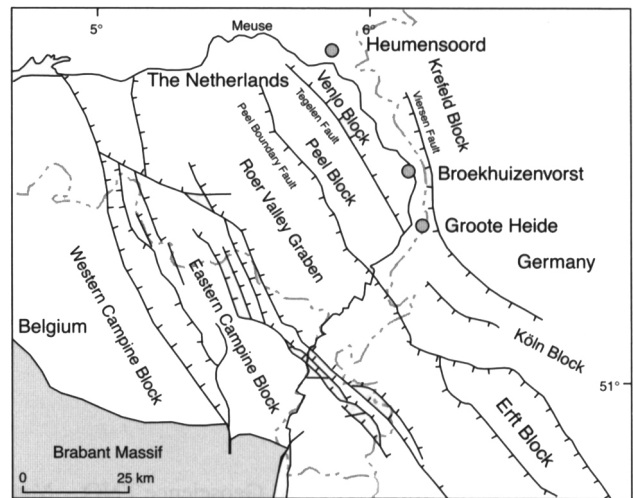 5°
Meuse
6°
Heumensoord
The Netherlands
Venlo Block
Krefeld Block
Tegelen Fault
Viersen Fault
Peel Boundary Fault
Peel Block
Broekhuizenvorst
Roer Valley Graben
Groote Heide
Germany
Western Campine Block
Eastern Campine Block
Belgium
Köln Block
51°
Erft Block
Brabant Massif
0 25 km